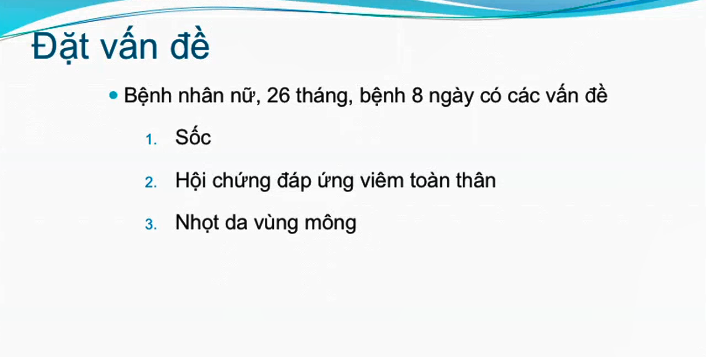 Đặt vấn đề
• Bệnh nhân nữ, 26 tháng, bệnh 8 ngày có các vấn đề
1. Sốc
2. Hội chứng đáp ứng viêm toàn thân
3. Nhọt da vùng mông